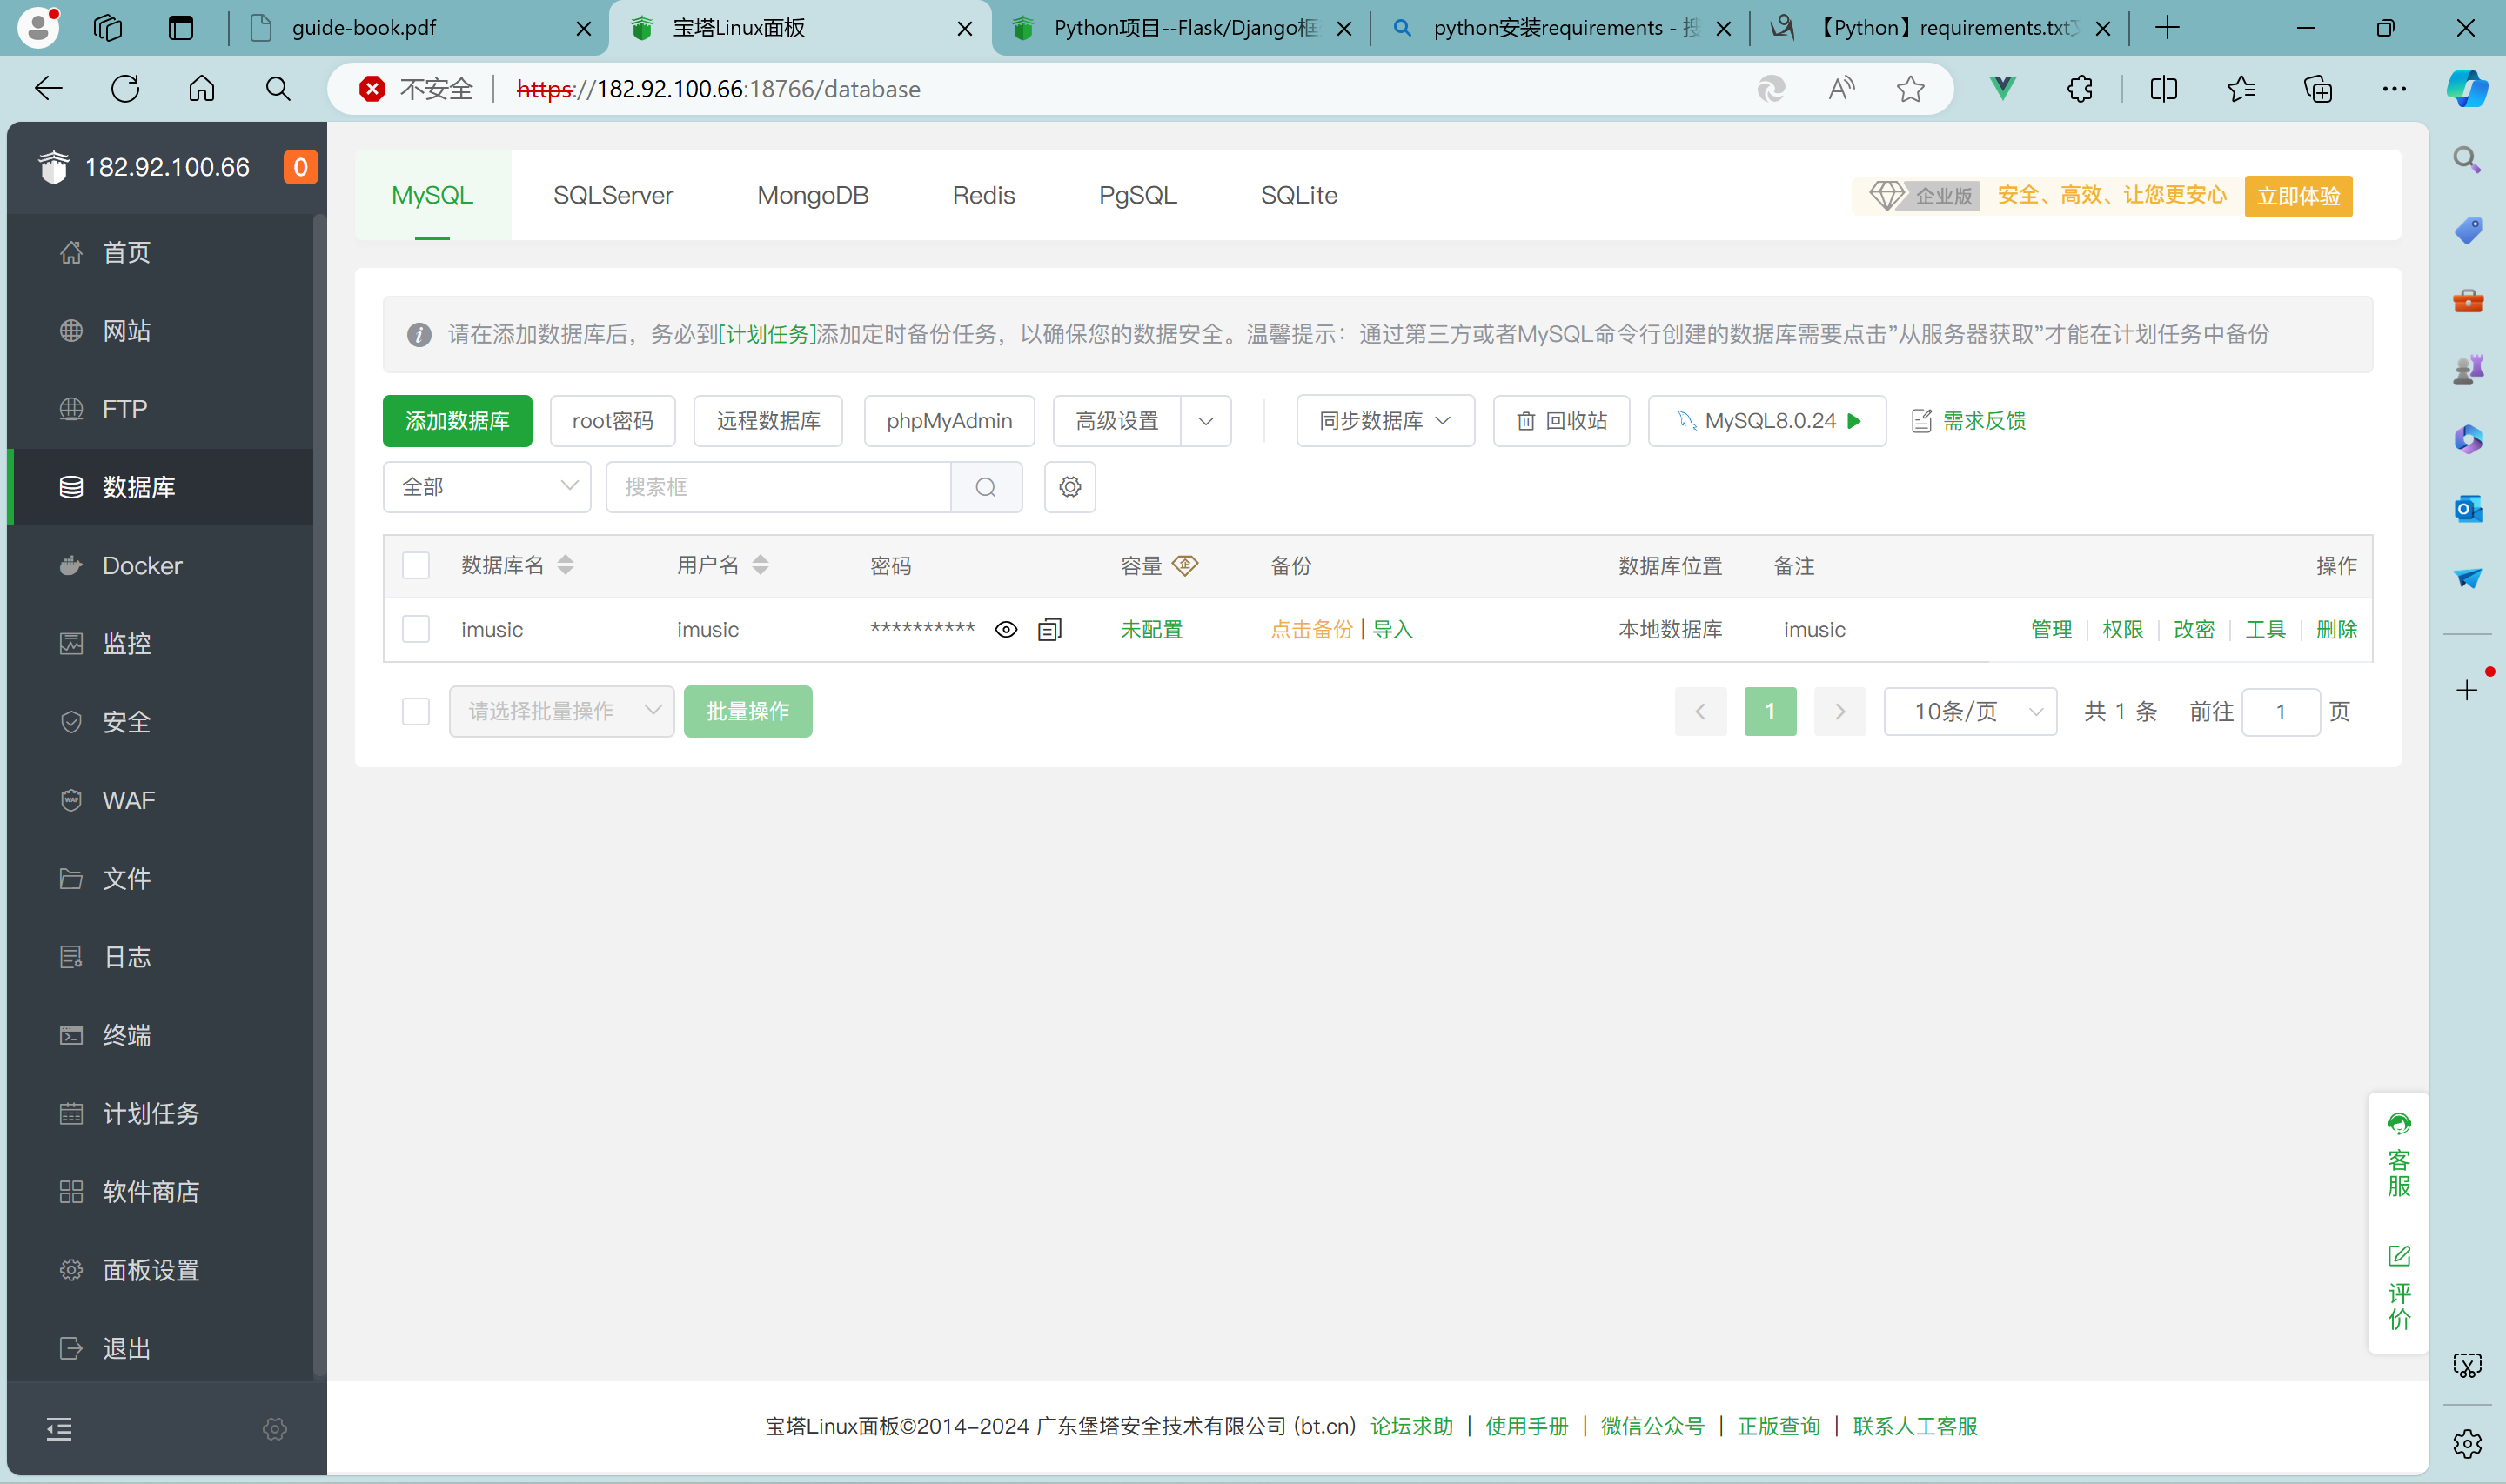 guide-book.pdf
宝塔Linux面板
Python项目--Flask/Django框
python安装requirements - 搜
【Python】requirements.txt文
不安全
https://182.92.100.66:18766/database
182.92.100.66
0
首页
网站
FTP
数据库
Docker
监控
安全
WAF
文件
日志
终端
计划任务
软件商店
面板设置
退出
MySQL
SQLServer
MongoDB
Redis
PgSQL
SQLite
企业版
安全、高效、让您更安心
立即体验
请在添加数据库后，务必到[计划任务]添加定时备份任务，以确保您的数据安全。温馨提示：通过第三方或者MySQL命令行创建的数据库需要点击”从服务器获取”才能在计划任务中备份
添加数据库
root密码
远程数据库
phpMyAdmin
高级设置
同步数据库
回收站
MySQL8.0.24
需求反馈
全部
搜索框
数据库名 用户名 密码 容量 备份 数据库位置 备注 操作
imusic imusic ********** 未配置 点击备份 | 导入 本地数据库 imusic 管理 | 权限 | 改密 | 工具 | 删除
请选择批量操作
批量操作
1
10条/页
共 1 条
前往 1 页
客服
评价
宝塔Linux面板©2014-2024 广东堡塔安全技术有限公司 (bt.cn) 论坛求助 | 使用手册 | 微信公众号 | 正版查询 | 联系人工客服